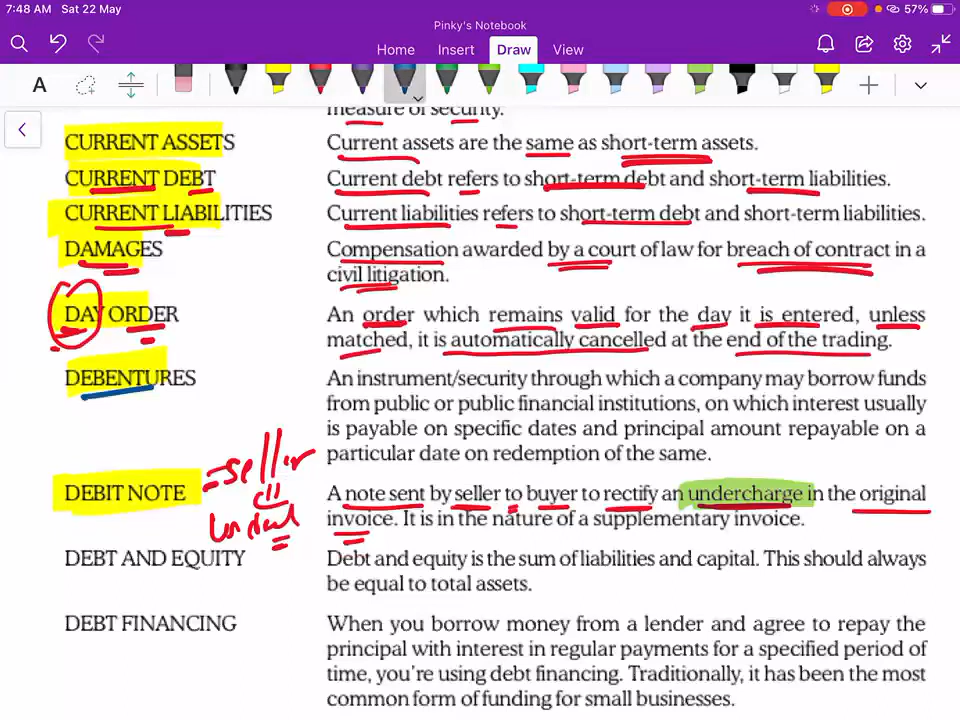 7:48 AM Sat 22 May
57%
Pinky's Notebook
Home Insert Draw View
A
measure of security.
CURRENT ASSETS Current assets are the same as short-term assets.
CURRENT DEBT Current debt refers to short-term debt and short-term liabilities.
CURRENT LIABILITIES Current liabilities refers to short-term debt and short-term liabilities.
DAMAGES Compensation awarded by a court of law for breach of contract in a
civil litigation.
DAY ORDER An order which remains valid for the day it is entered, unless
matched, it is automatically cancelled at the end of the trading.
DEBENTURES An instrument/security through which a company may borrow funds
from public or public financial institutions, on which interest usually
is payable on specific dates and principal amount repayable on a
particular date on redemption of the same.
seller
DEBIT NOTE A note sent by seller to buyer to rectify an undercharge in the original
invoice. It is in the nature of a supplementary invoice.
DEBT AND EQUITY Debt and equity is the sum of liabilities and capital. This should always
be equal to total assets.
DEBT FINANCING When you borrow money from a lender and agree to repay the
principal with interest in regular payments for a specified period of
time, you're using debt financing. Traditionally, it has been the most
common form of funding for small businesses.